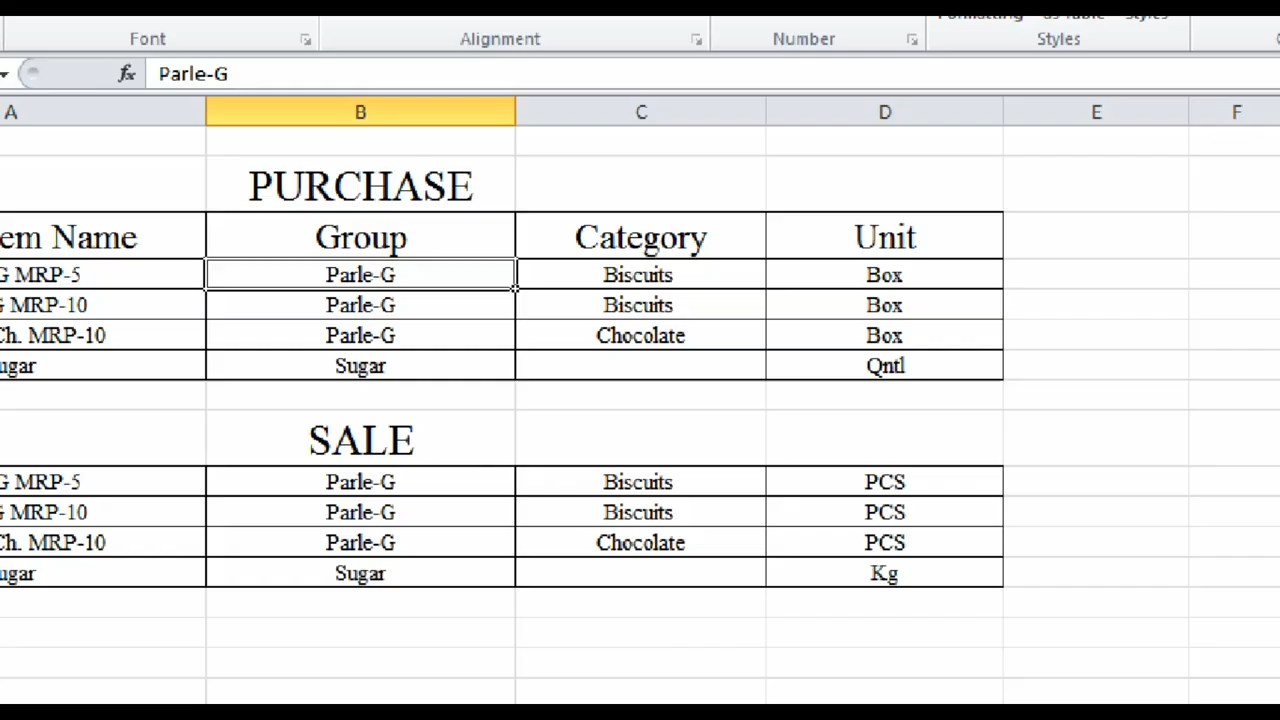 Font Alignment Number Styles
fx Parle-G
A B C D E F
PURCHASE
em Name Group Category Unit
G MRP-5 Parle-G Biscuits Box
G MRP-10 Parle-G Biscuits Box
Ch. MRP-10 Parle-G Chocolate Box
ugar Sugar Qntl
SALE
G MRP-5 Parle-G Biscuits PCS
G MRP-10 Parle-G Biscuits PCS
Ch. MRP-10 Parle-G Chocolate PCS
ugar Sugar Kg